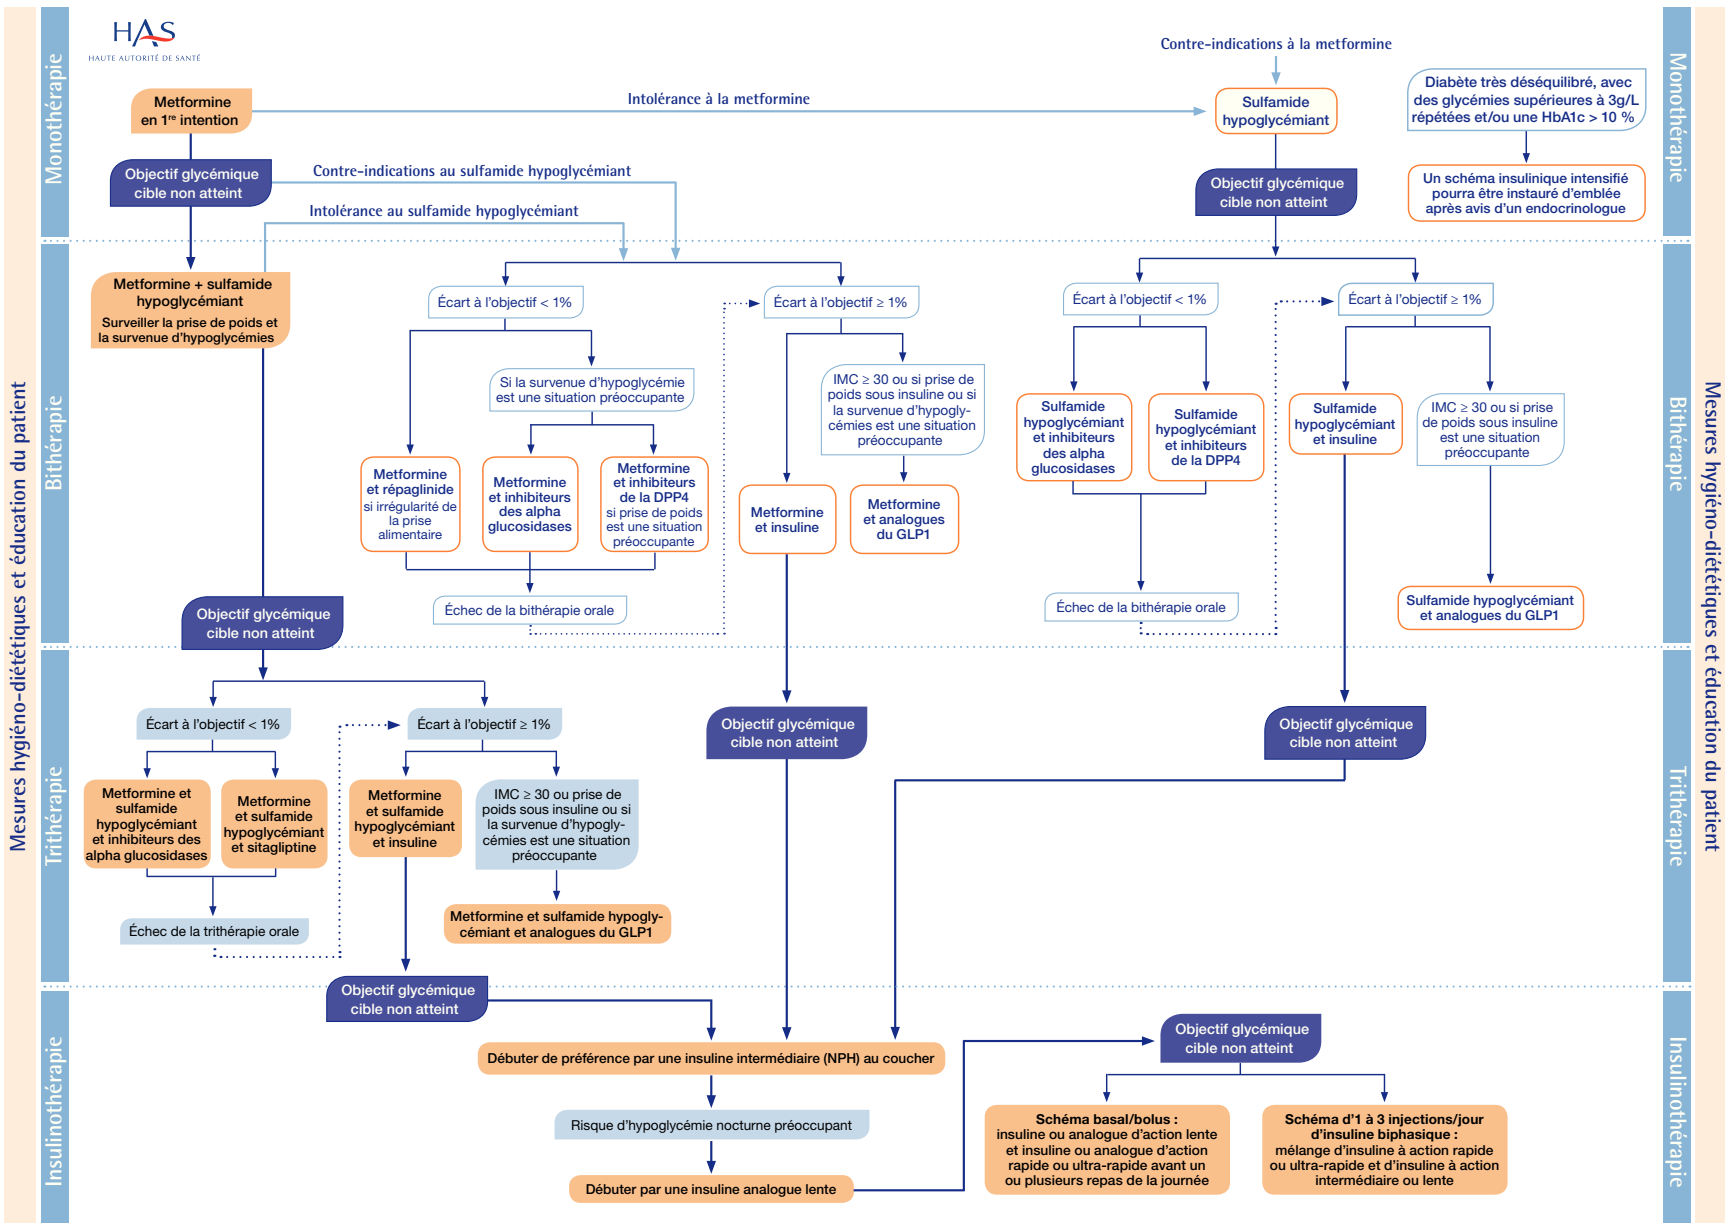 HAS
HAUTE AUTORITÉ DE SANTÉ
Mesures hygiéno-diététiques et éducation du patient
Monothérapie
Metformine
en 1re intention
Intolérance à la metformine
Contre-indications à la metformine
Sulfamide
hypoglycémiant
Diabète très déséquilibré, avec
des glycémies supérieures à 3g/L
répétées et/ou une HbA1c > 10 %
Objectif glycémique
cible non atteint
Contre-indications au sulfamide hypoglycémiant
Intolérance au sulfamide hypoglycémiant
Objectif glycémique
cible non atteint
Un schéma insulinique intensifié
pourra être instauré d'emblée
après avis d'un endocrinologue
Monothérapie
Bithérapie
Metformine + sulfamide
hypoglycémiant
Surveiller la prise de poids et
la survenue d'hypoglycémies
Écart à l'objectif < 1%
Écart à l'objectif ≥ 1%
Écart à l'objectif < 1%
Écart à l'objectif ≥ 1%
Si la survenue d'hypoglycémie
est une situation préoccupante
IMC ≥ 30 ou si prise de
poids sous insuline ou si
la survenue d'hypogly-
cémies est une situation
préoccupante
Sulfamide
hypoglycémiant
et inhibiteurs
des alpha
glucosidases
Sulfamide
hypoglycémiant
et inhibiteurs
de la DPP4
Sulfamide
hypoglycémiant
et insuline
IMC ≥ 30 ou si prise
de poids sous insuline
est une situation
préoccupante
Metformine
et répaglinide
si irrégularité de
la prise
alimentaire
Metformine
et inhibiteurs
des alpha
glucosidases
Metformine
et inhibiteurs
de la DPP4
si prise de poids
est une situation
préoccupante
Metformine
et insuline
Metformine
et analogues
du GLP1
Échec de la bithérapie orale
Échec de la bithérapie orale
Sulfamide hypoglycémiant
et analogues du GLP1
Objectif glycémique
cible non atteint
Bithérapie
Trithérapie
Écart à l'objectif < 1%
Écart à l'objectif ≥ 1%
Objectif glycémique
cible non atteint
Objectif glycémique
cible non atteint
Metformine et
sulfamide
hypoglycémiant
et inhibiteurs des
alpha glucosidases
Metformine
et sulfamide
hypoglycémiant
et sitagliptine
Metformine
et sulfamide
hypoglycémiant
et insuline
IMC ≥ 30 ou prise de
poids sous insuline ou si
la survenue d'hypogly-
cémies est une situation
préoccupante
Échec de la trithérapie orale
Metformine et sulfamide hypogly-
cémiant et analogues du GLP1
Trithérapie
Insulinothérapie
Objectif glycémique
cible non atteint
Débuter de préférence par une insuline intermédiaire (NPH) au coucher
Risque d'hypoglycémie nocturne préoccupant
Débuter par une insuline analogue lente
Objectif glycémique
cible non atteint
Schéma basal/bolus :
insuline ou analogue d'action lente
et insuline ou analogue d'action
rapide ou ultra-rapide avant un
ou plusieurs repas de la journée
Schéma d'1 à 3 injections/jour
d'insuline biphasique :
mélange d'insuline à action rapide
ou ultra-rapide et d'insuline à action
intermédiaire ou lente
Insulinothérapie
Mesures hygiéno-diététiques et éducation du patient